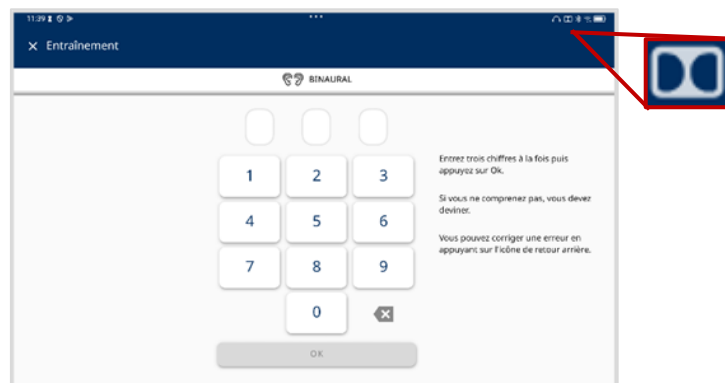 11:39
Entraînement
BINAURAL
1 2 3
4 5 6
7 8 9
0
OK
Entrez trois chiffres à la fois puis
appuyez sur Ok.
Si vous ne comprenez pas, vous devez
deviner.
Vous pouvez corriger une erreur en
appuyant sur l'icône de retour arrière.